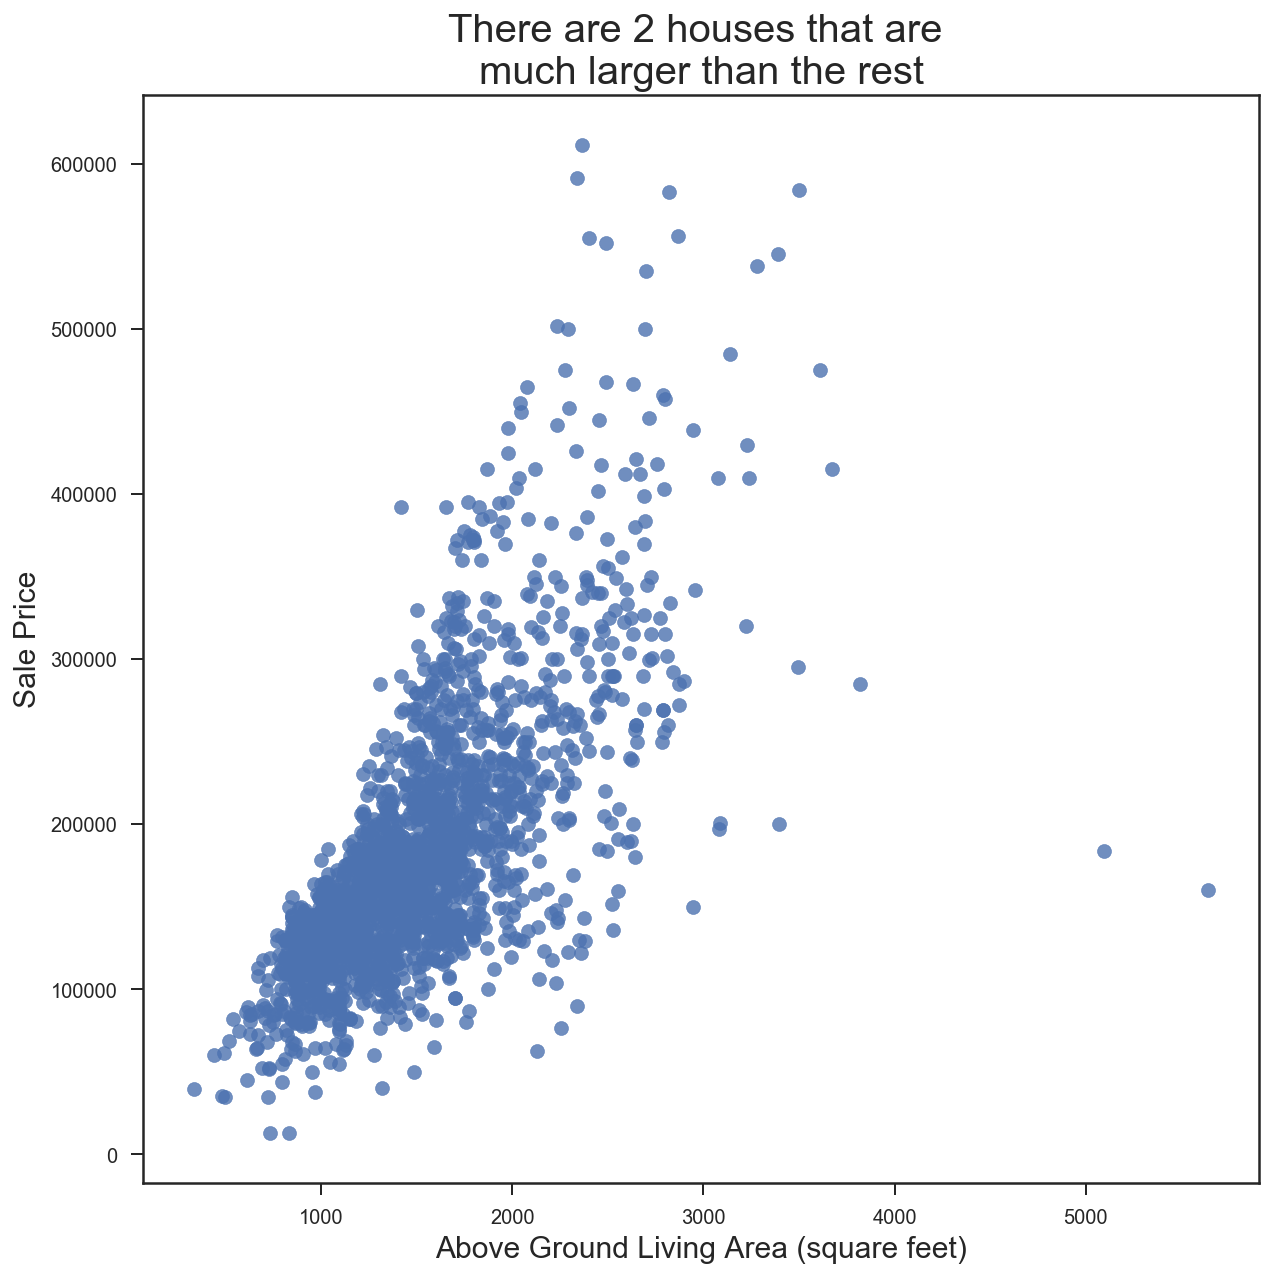 There are 2 houses that are
much larger than the rest
600000
500000
400000
300000
200000
100000
0
Sale Price
1000 2000 3000 4000 5000
Above Ground Living Area (square feet)